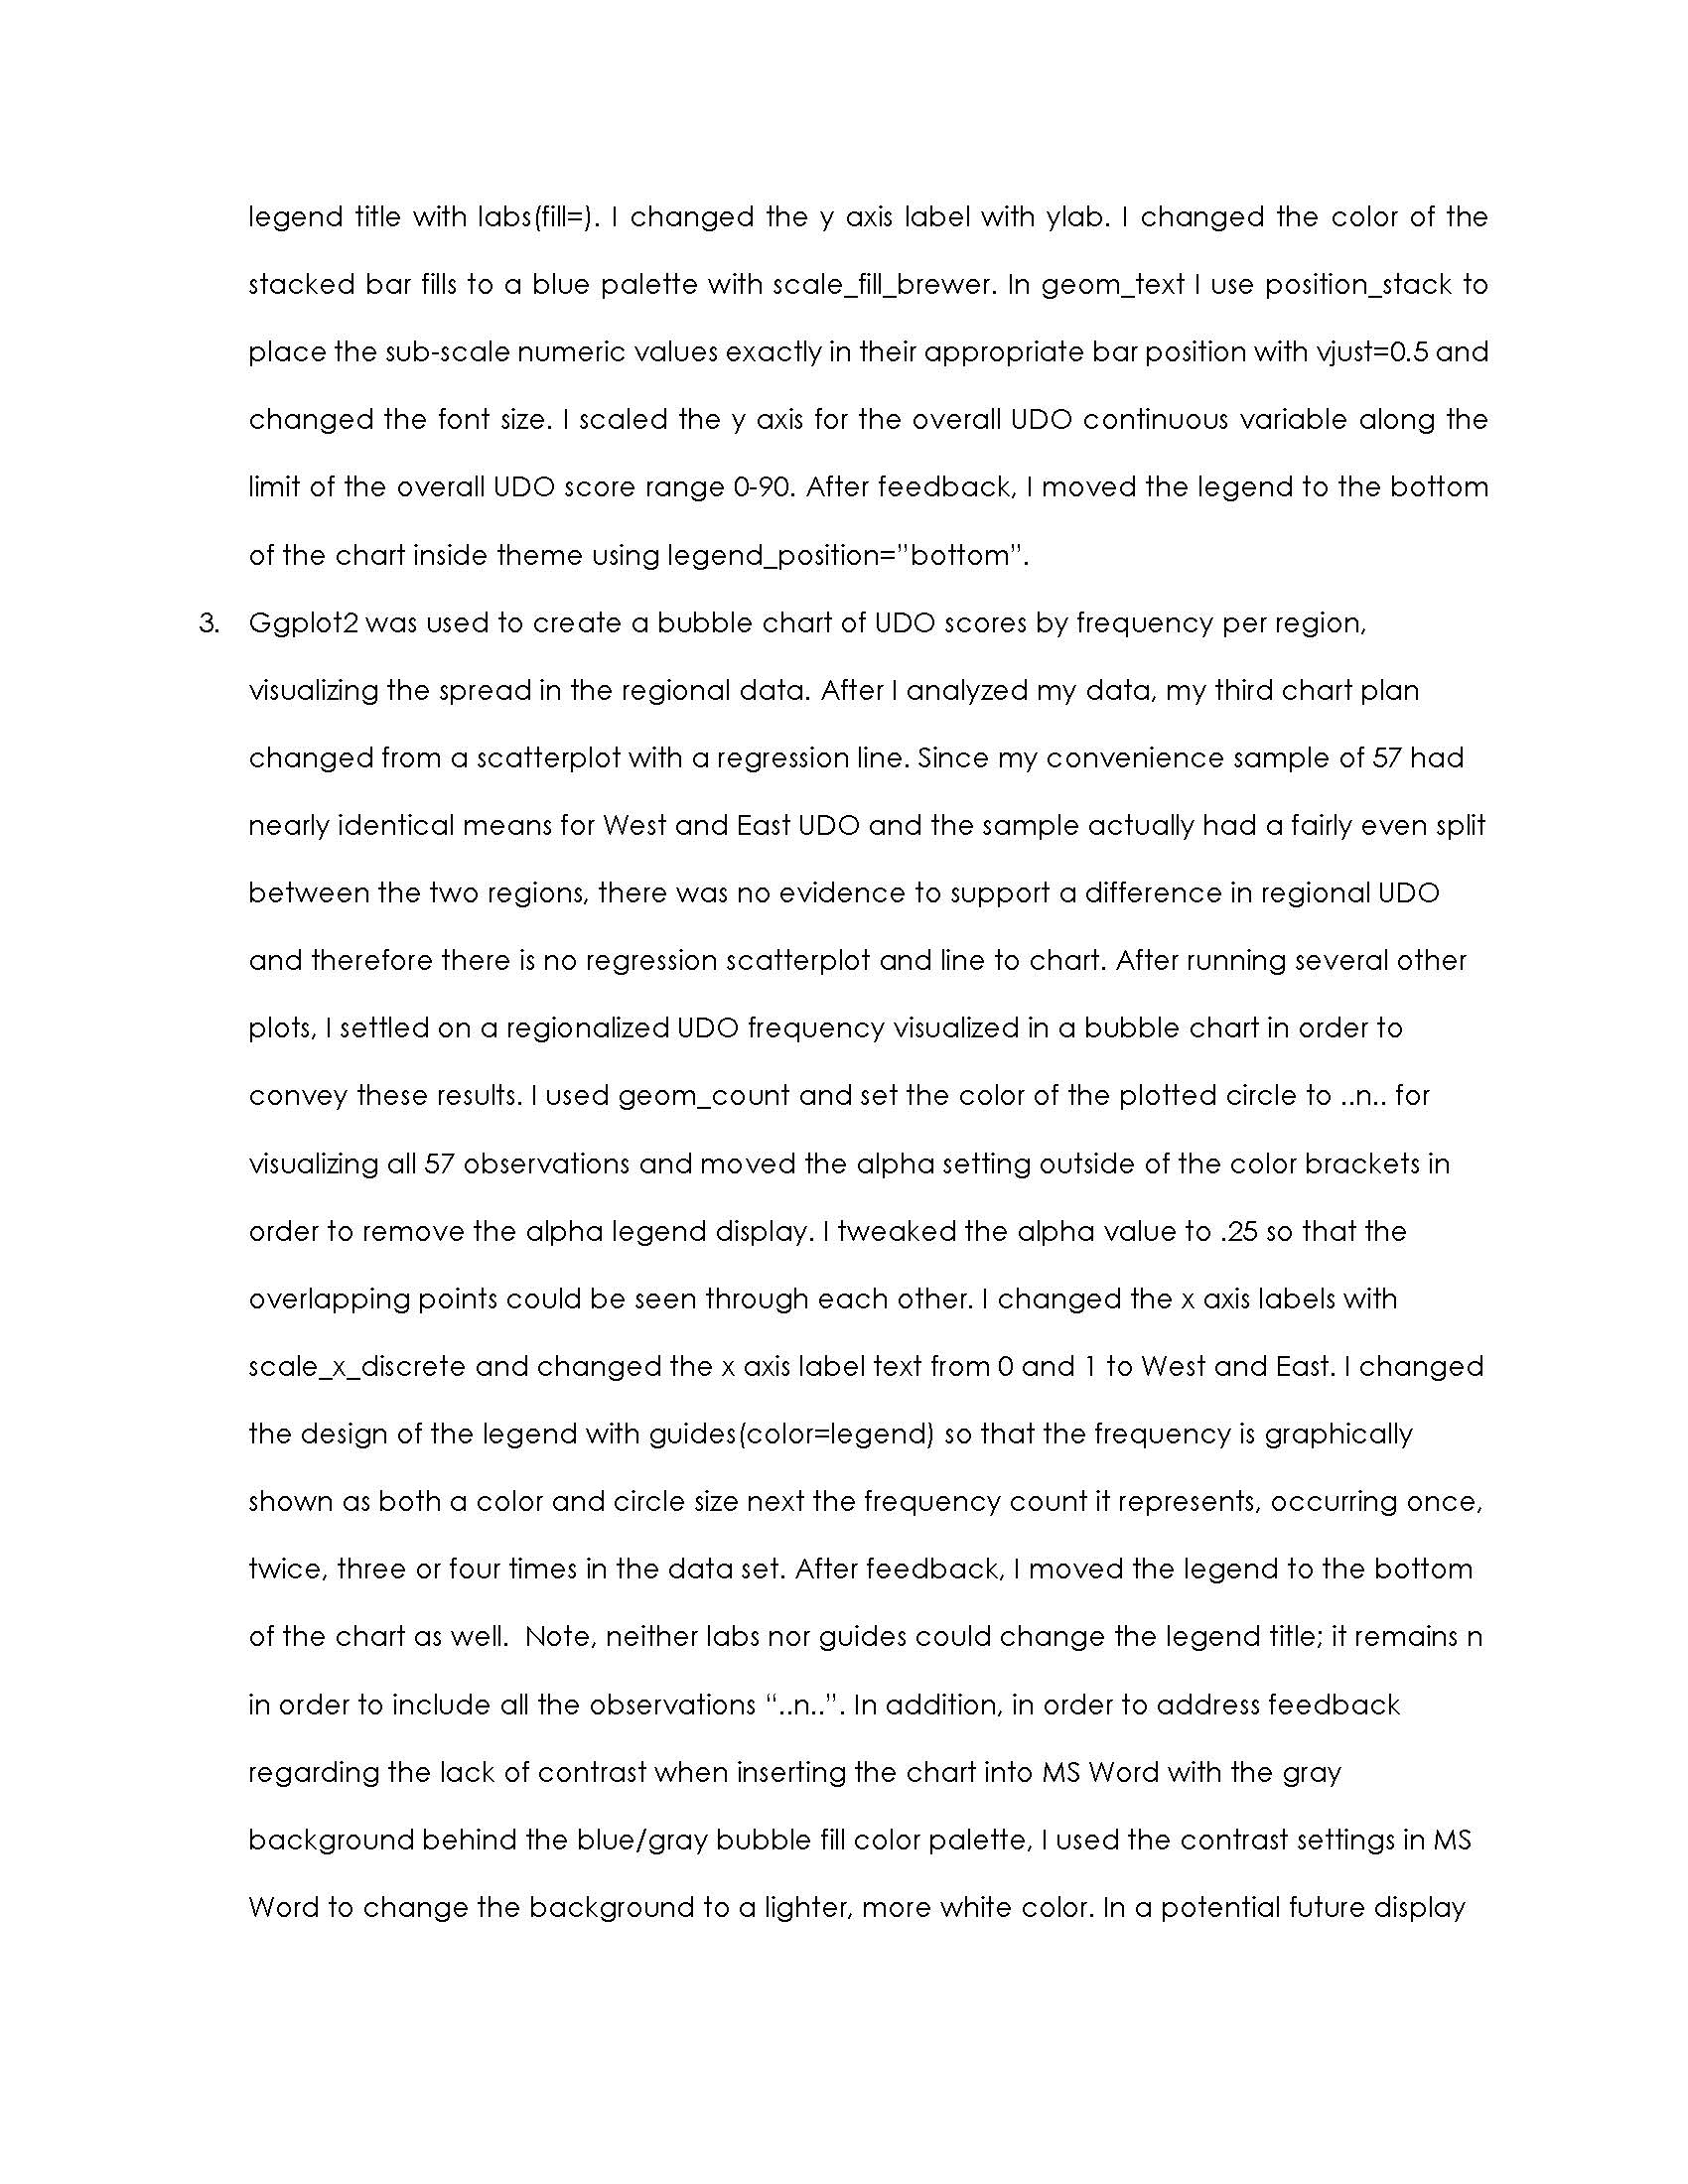 legend title with labs(fill=). I changed the y axis label with ylab. I changed the color of the
stacked bar fills to a blue palette with scale_fill_brewer. In geom_text I use position_stack to
place the sub-scale numeric values exactly in their appropriate bar position with vjust=0.5 and
changed the font size. I scaled the y axis for the overall UDO continuous variable along the
limit of the overall UDO score range 0-90. After feedback, I moved the legend to the bottom
of the chart inside theme using legend_position=”bottom”.
3. Ggplot2 was used to create a bubble chart of UDO scores by frequency per region,
visualizing the spread in the regional data. After I analyzed my data, my third chart plan
changed from a scatterplot with a regression line. Since my convenience sample of 57 had
nearly identical means for West and East UDO and the sample actually had a fairly even split
between the two regions, there was no evidence to support a difference in regional UDO
and therefore there is no regression scatterplot and line to chart. After running several other
plots, I settled on a regionalized UDO frequency visualized in a bubble chart in order to
convey these results. I used geom_count and set the color of the plotted circle to ..n.. for
visualizing all 57 observations and moved the alpha setting outside of the color brackets in
order to remove the alpha legend display. I tweaked the alpha value to .25 so that the
overlapping points could be seen through each other. I changed the x axis labels with
scale_x_discrete and changed the x axis label text from 0 and 1 to West and East. I changed
the design of the legend with guides(color=legend) so that the frequency is graphically
shown as both a color and circle size next the frequency count it represents, occurring once,
twice, three or four times in the data set. After feedback, I moved the legend to the bottom
of the chart as well.  Note, neither labs nor guides could change the legend title; it remains n
in order to include all the observations “..n..”. In addition, in order to address feedback
regarding the lack of contrast when inserting the chart into MS Word with the gray
background behind the blue/gray bubble fill color palette, I used the contrast settings in MS
Word to change the background to a lighter, more white color. In a potential future display